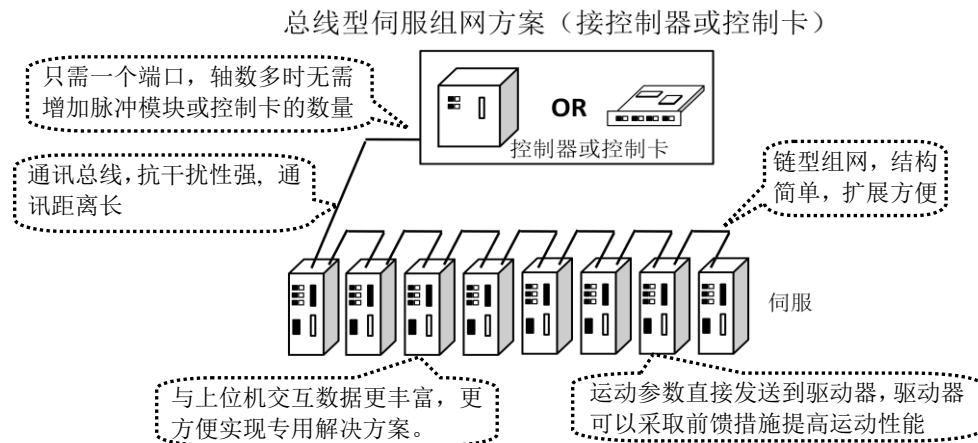 总线型伺服组网方案（接控制器或控制卡）
只需一个端口，轴数多时无需
增加脉冲模块或控制卡的数量
OR
控制器或控制卡
通讯总线，抗干扰性强，通
讯距离长
链型组网，结构
简单，扩展方便
伺服
与上位机交互数据更丰富，更
方便实现专用解决方案。
运动参数直接发送到驱动器，驱动器
可以采取前馈措施提高运动性能